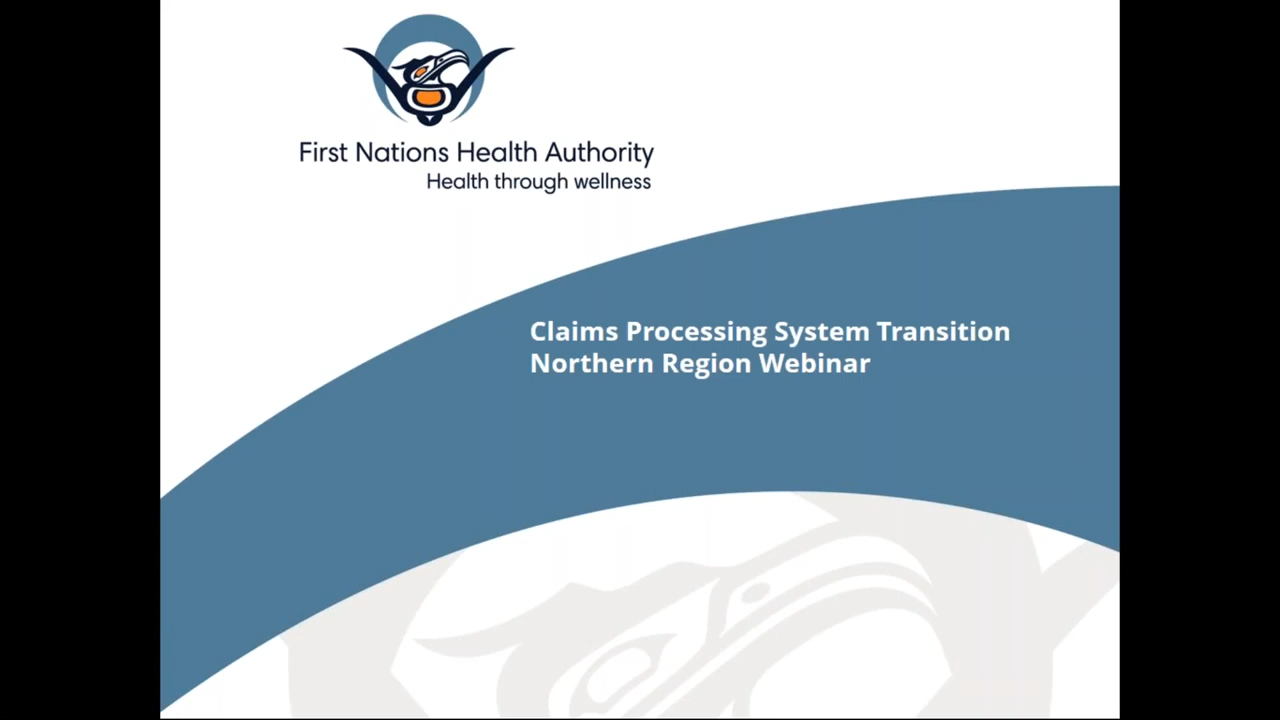 First Nations Health Authority
Health through wellness
Claims Processing System Transition
Northern Region Webinar